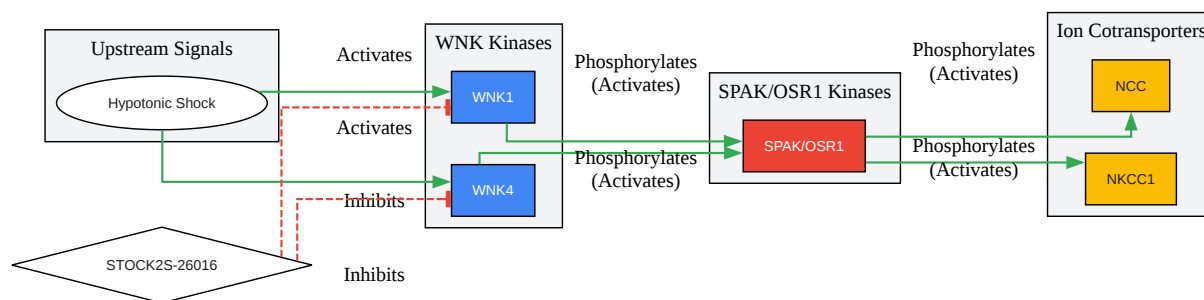 Upstream Signals
Hypotonic Shock
STOCK2S-26016
Activates
Activates
Inhibits
Inhibits
WNK Kinases
WNK1
WNK4
Phosphorylates
(Activates)
Phosphorylates
(Activates)
SPAK/OSR1 Kinases
SPAK/OSR1
Phosphorylates
(Activates)
Phosphorylates
(Activates)
Ion Cotransporters
NCC
NKCC1